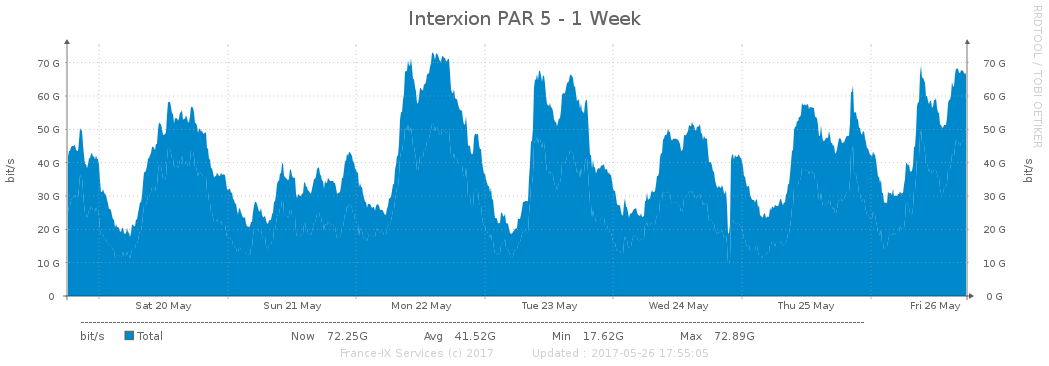 Interxion PAR 5 - 1 Week
RRDTOOL / TOBI OETIKER
bit/s
70 G
60 G
50 G
40 G
30 G
20 G
10 G
0
70 G
60 G
50 G
40 G
30 G
20 G
10 G
0 G
bit/s
Sat 20 May Sun 21 May Mon 22 May Tue 23 May Wed 24 May Thu 25 May Fri 26 May
bit/s Total Now 72.25G Avg 41.52G Min 17.62G Max 72.89G
France-IX Services (c) 2017 Updated : 2017-05-26 17:55:05